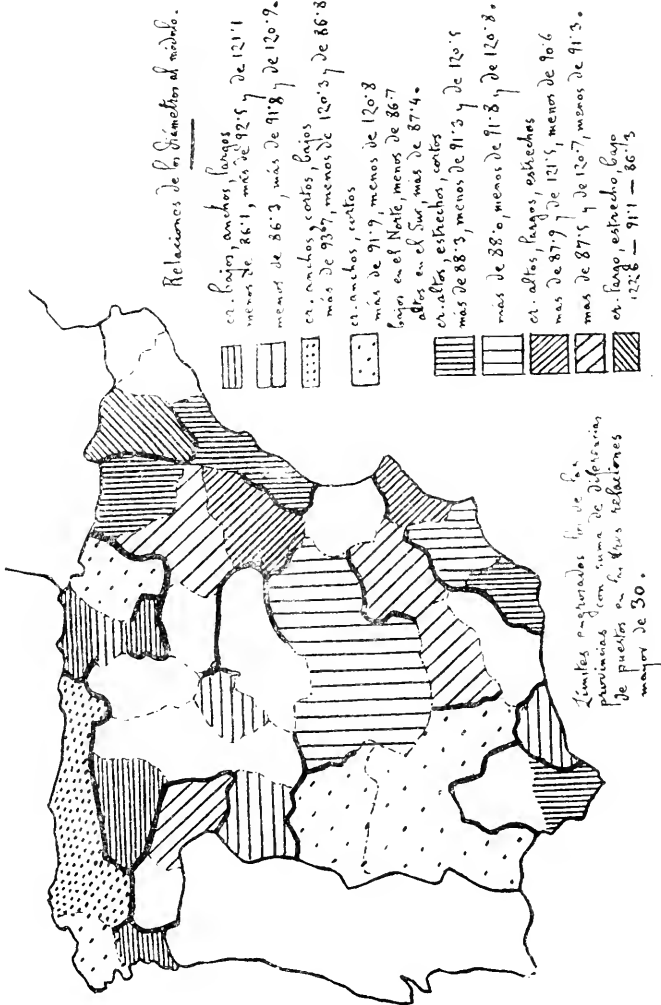 Relaciones de los diámetros al módulo.
cr. bajos, anchos, largos
menos de 86'1, más de 92'5 y de 121'1
menos de 86'3, más de 91'8 y de 120'9.
cr. anchos, cortos, bajos
más de 93'7, menos de 120'3 y de 86'8
cr. anchos, cortos
más de 91'9, menos de 120'8
bajos en el Norte, menos de 86'7
altos en el Sur, más de 87'4.
cr. altos, estrechos, cortos
más de 88'3, menos de 91'3 y de 120'5
más de 88'0, menos de 91'8 y de 120'8.
cr. altos, largos, estrechos
mas de 87'9 y de 121'5, menos de 90'6
mas de 87'5 y de 120'7, menos de 91'3.
cr. largo, estrecho, bajo
122'6 — 91'1 — 86'3
Límites engrosados los de las
provincias con suma de diferencias
de puestos en las tres relaciones
mayor de 30.